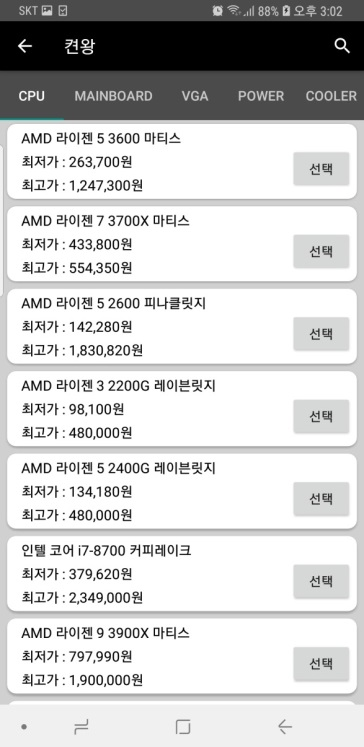 SKT 88% 오후 3:02
켠왕
CPU MAINBOARD VGA POWER COOLER
AMD 라이젠 5 3600 마티스
최저가 : 263,700원
최고가 : 1,247,300원
선택
AMD 라이젠 7 3700X 마티스
최저가 : 433,800원
최고가 : 554,350원
선택
AMD 라이젠 5 2600 피나클릿지
최저가 : 142,280원
최고가 : 1,830,820원
선택
AMD 라이젠 3 2200G 레이븐릿지
최저가 : 98,100원
최고가 : 480,000원
선택
AMD 라이젠 5 2400G 레이븐릿지
최저가 : 134,180원
최고가 : 480,000원
선택
인텔 코어 i7-8700 커피레이크
최저가 : 379,620원
최고가 : 2,349,000원
선택
AMD 라이젠 9 3900X 마티스
최저가 : 797,990원
최고가 : 1,900,000원
선택